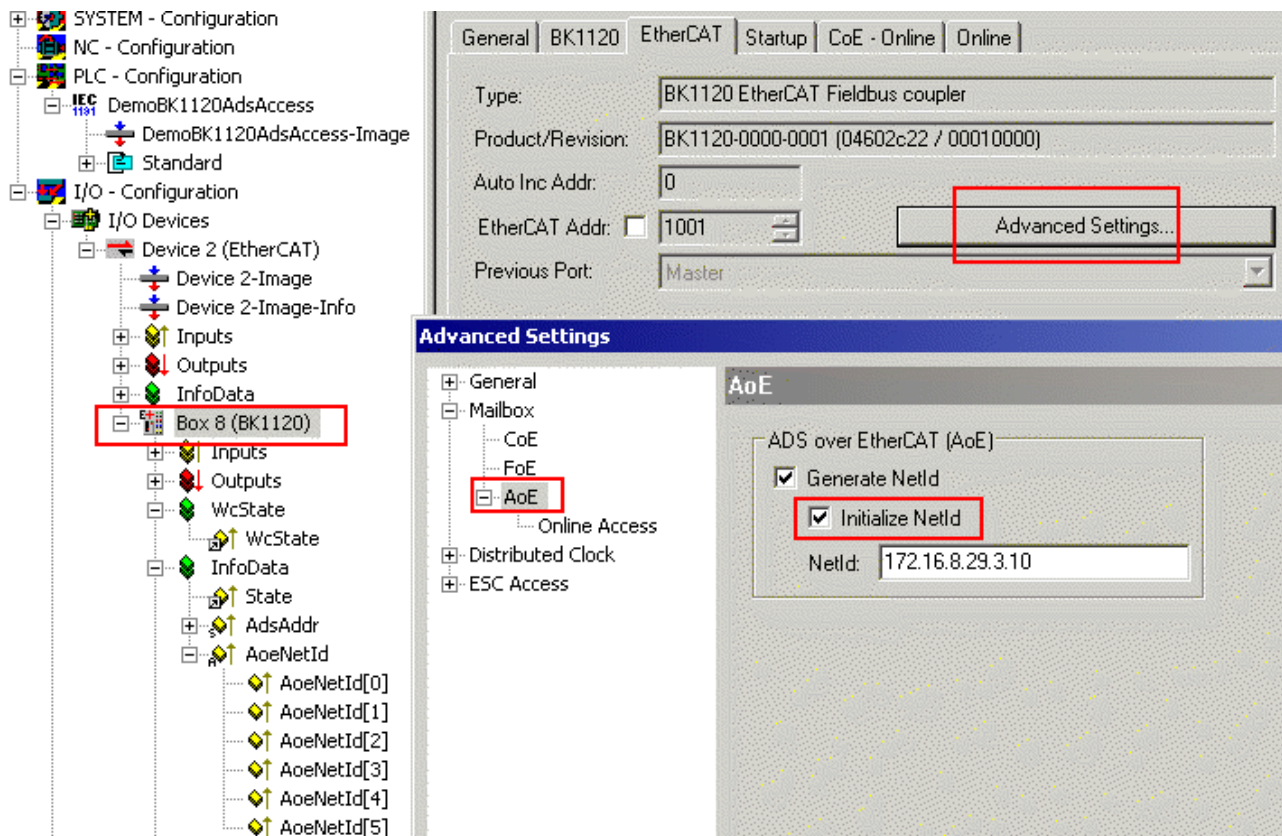 SYSTEM - Configuration
NC - Configuration
PLC - Configuration
IEC
1131
DemoBK1120AdsAccess
DemoBK1120AdsAccess-Image
Standard
I/O - Configuration
I/O Devices
Device 2 (EtherCAT)
Device 2-Image
Device 2-Image-Info
Inputs
Outputs
InfoData
Box 8 (BK1120)
Inputs
Outputs
WcState
WcState
InfoData
State
AdsAddr
AoeNetId
AoeNetId[0]
AoeNetId[1]
AoeNetId[2]
AoeNetId[3]
AoeNetId[4]
AoeNetId[5]
General BK1120 EtherCAT Startup CoE - Online Online
Type: BK1120 EtherCAT Fieldbus coupler
Product/Revision: BK1120-0000-0001 (04602c22 / 00010000)
Auto Inc Addr: 0
EtherCAT Addr: 1001 Advanced Settings...
Previous Port: Master
Advanced Settings
General
Mailbox
CoE
FoE
AoE
Online Access
Distributed Clock
ESC Access
AoE
ADS over EtherCAT (AoE)
Generate NetId
Initialize NetId
NetId: 172.16.8.29.3.10